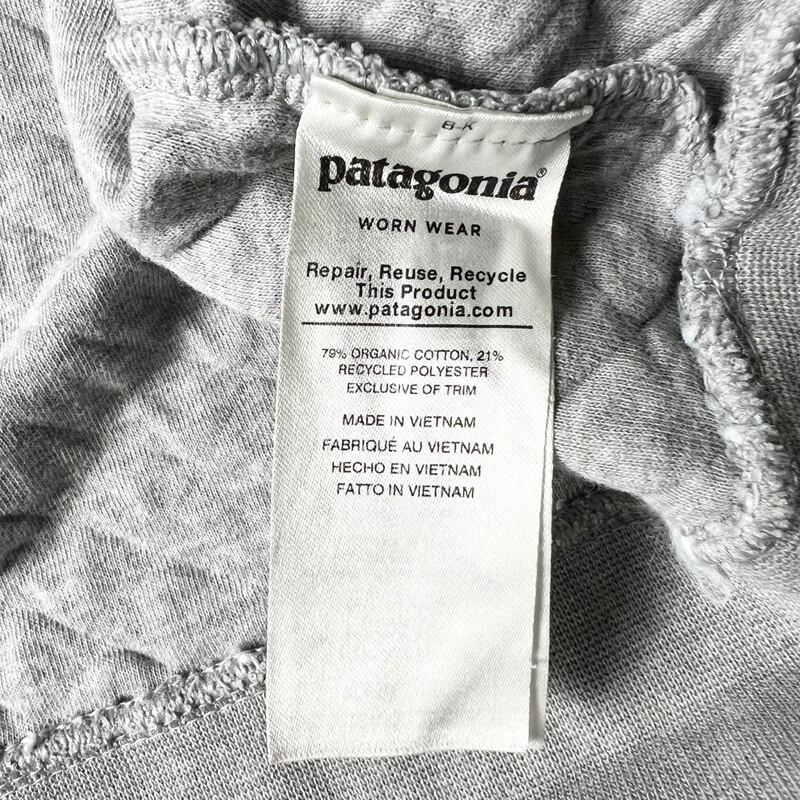 8-K
patagonia®
WORN WEAR
Repair, Reuse, Recycle
This Product
www.patagonia.com
79% ORGANIC COTTON, 21%
RECYCLED POLYESTER
EXCLUSIVE OF TRIM
MADE IN VIETNAM
FABRIQUÉ AU VIETNAM
HECHO EN VIETNAM
FATTO IN VIETNAM